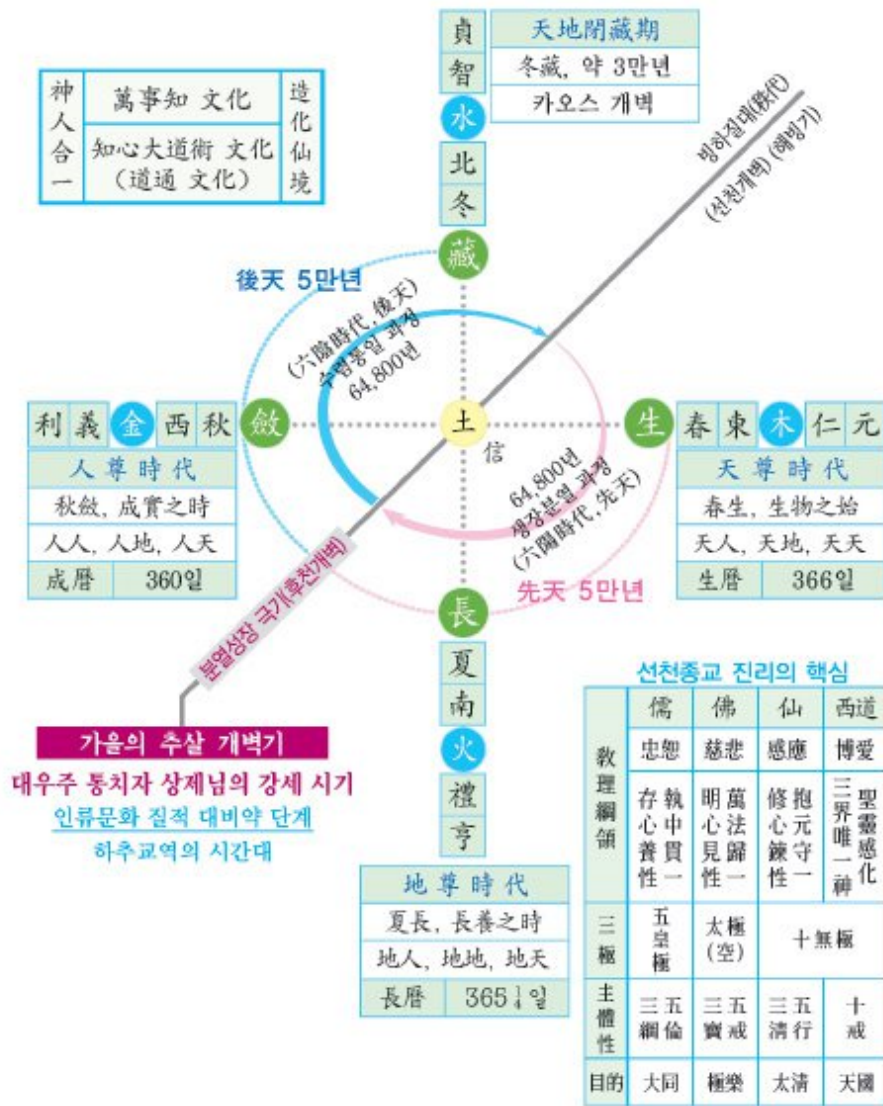 神人合一
萬事知 文化
知心大道術 文化
(道通 文化)
造化仙境
貞
智
水
北
冬
藏
天地閉藏期
冬藏, 약 3만년
카오스 개벽
빙하질대(秩代)
(선천개벽) (해빙기)
後天 5만년
(六陰時代, 後天)
수렴통일 과정
64,800년
利 義 金 西 秋 斂
土
信
生 春 東 木 仁 元
人尊時代
秋斂, 成實之時
人人, 人地, 人天
成曆 360일
天尊時代
春生, 生物之始
天人, 天地, 天天
生曆 366일
64,800년
생장분열 과정
(六陽時代, 先天)
先天 5만년
분열성장 극기(후천개벽)
長
夏
南
火
禮
亨
가을의 추살 개벽기
대우주 통치자 상제님의 강세 시기
인류문화 질적 대비약 단계
하추교역의 시간대
地尊時代
夏長, 長養之時
地人, 地地, 地天
長曆 365¼일
선천종교 진리의 핵심
儒 佛 仙 西道
敎理綱領
忠恕 慈悲 感應 博愛
執中貫一 存心養性
萬法歸一 明心見性
抱元守一 修心鍊性
聖靈感化 三界唯一神
三極
五皇極
太極(空)
十無極
主體性
三綱 五倫
三寶 五戒
三淸 五行
十戒
目的 大同 極樂 太淸 天國